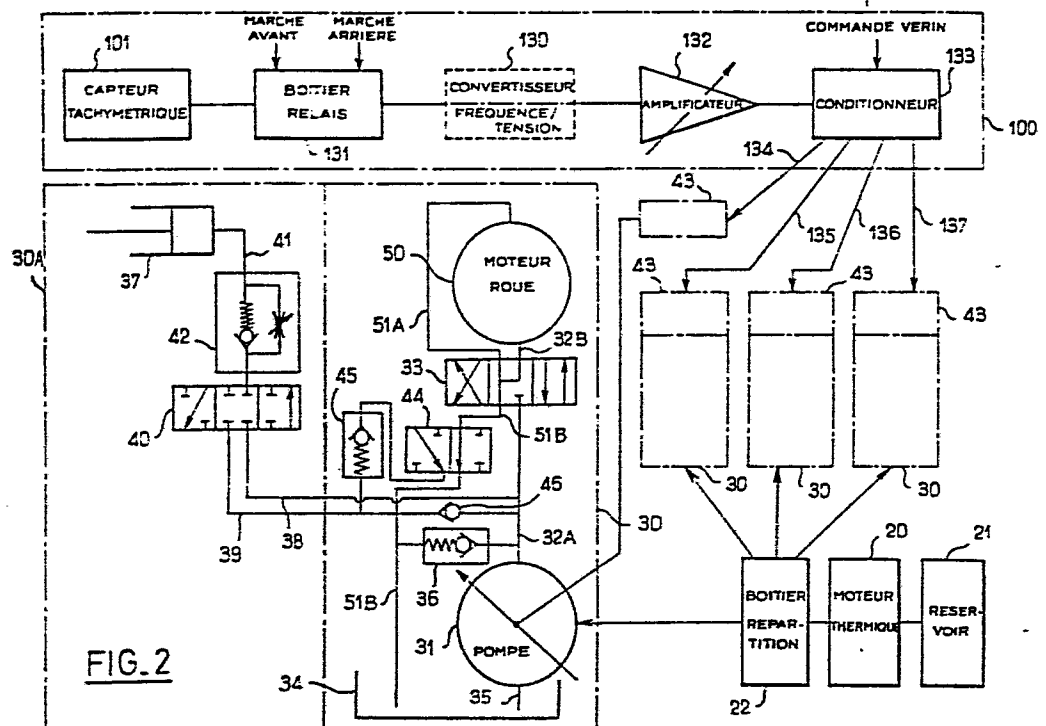 MARCHE
AVANT
MARCHE
ARRIERE
COMMANDE VERIN
101
130
132
133
CAPTEUR
TACHYMETRIQUE
BOITIER
RELAIS
CONVERTISSEUR
FREQUENCE/
TENSION
AMPLIFICATEUR
CONDITIONNEUR
131
134
100
43
135
136
137
30A
37
41
50
MOTEUR
ROUE
51A
32B
43
43
43
42
33
45
44
40
51B
38
39
45
32A
30
30
30
30
36
51B
31
POMPE
20
21
BOITIER
REPARTITION
MOTEUR
THERMIQUE
RESER-
VOIR
34
35
22
FIG_2